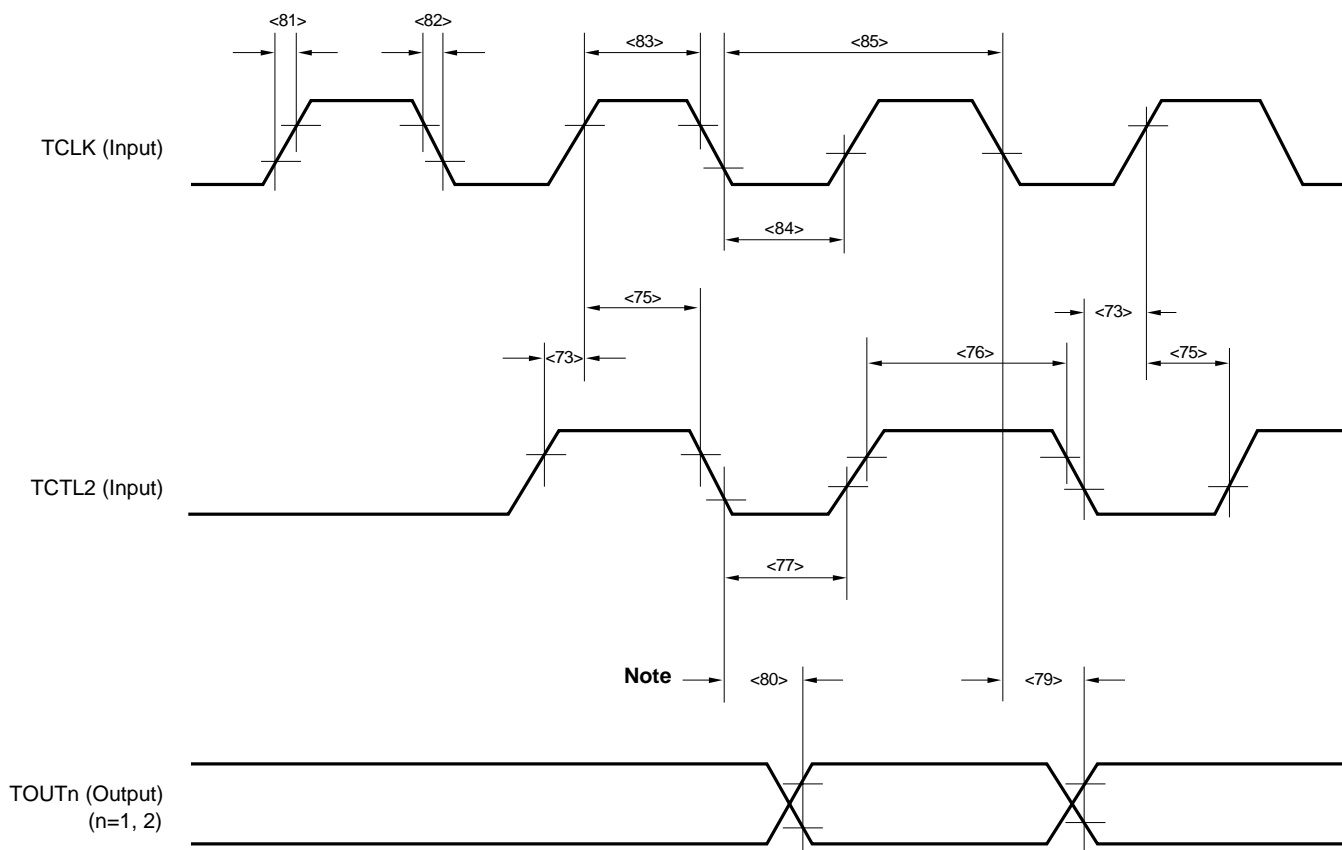 <81>
<82>
<83>
<85>
TCLK (Input)
<84>
<75>
<73>
<73>
<76>
<75>
TCTL2 (Input)
<77>
Note
<80>
<79>
TOUTn (Output)
(n=1, 2)